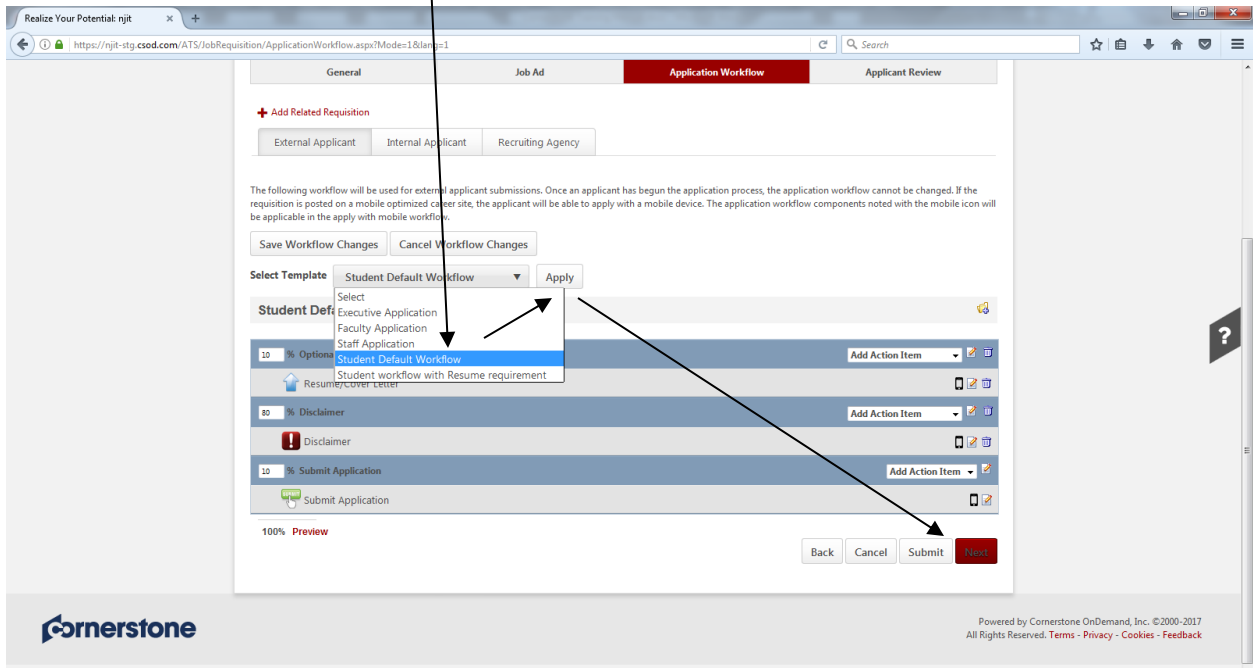 Realize Your Potential: njit
https://njit-stg.csod.com/ATS/JobRequisition/ApplicationWorkflow.aspx?Mode=1&lang=1
Search
General
Job Ad
Application Workflow
Applicant Review
Add Related Requisition
External Applicant
Internal Applicant
Recruiting Agency
The following workflow will be used for external applicant submissions. Once an applicant has begun the application process, the application workflow cannot be changed. If the
requisition is posted on a mobile optimized career site, the applicant will be able to apply with a mobile device. The application workflow components noted with the mobile icon will
be applicable in the apply with mobile workflow.
Save Workflow Changes
Cancel Workflow Changes
Select Template
Student Default Workflow
Apply
Student Defa
Select
Executive Application
Faculty Application
Staff Application
Student Default Workflow
Student workflow with Resume requirement
10 % Optiona
Add Action Item
Resume/Cover Letter
80 % Disclaimer
Add Action Item
Disclaimer
10 % Submit Application
Add Action Item
Submit Application
100% Preview
Back
Cancel
Submit
Next
?
Cornerstone
Powered by Cornerstone OnDemand, Inc. ©2000-2017
All Rights Reserved. Terms - Privacy - Cookies - Feedback